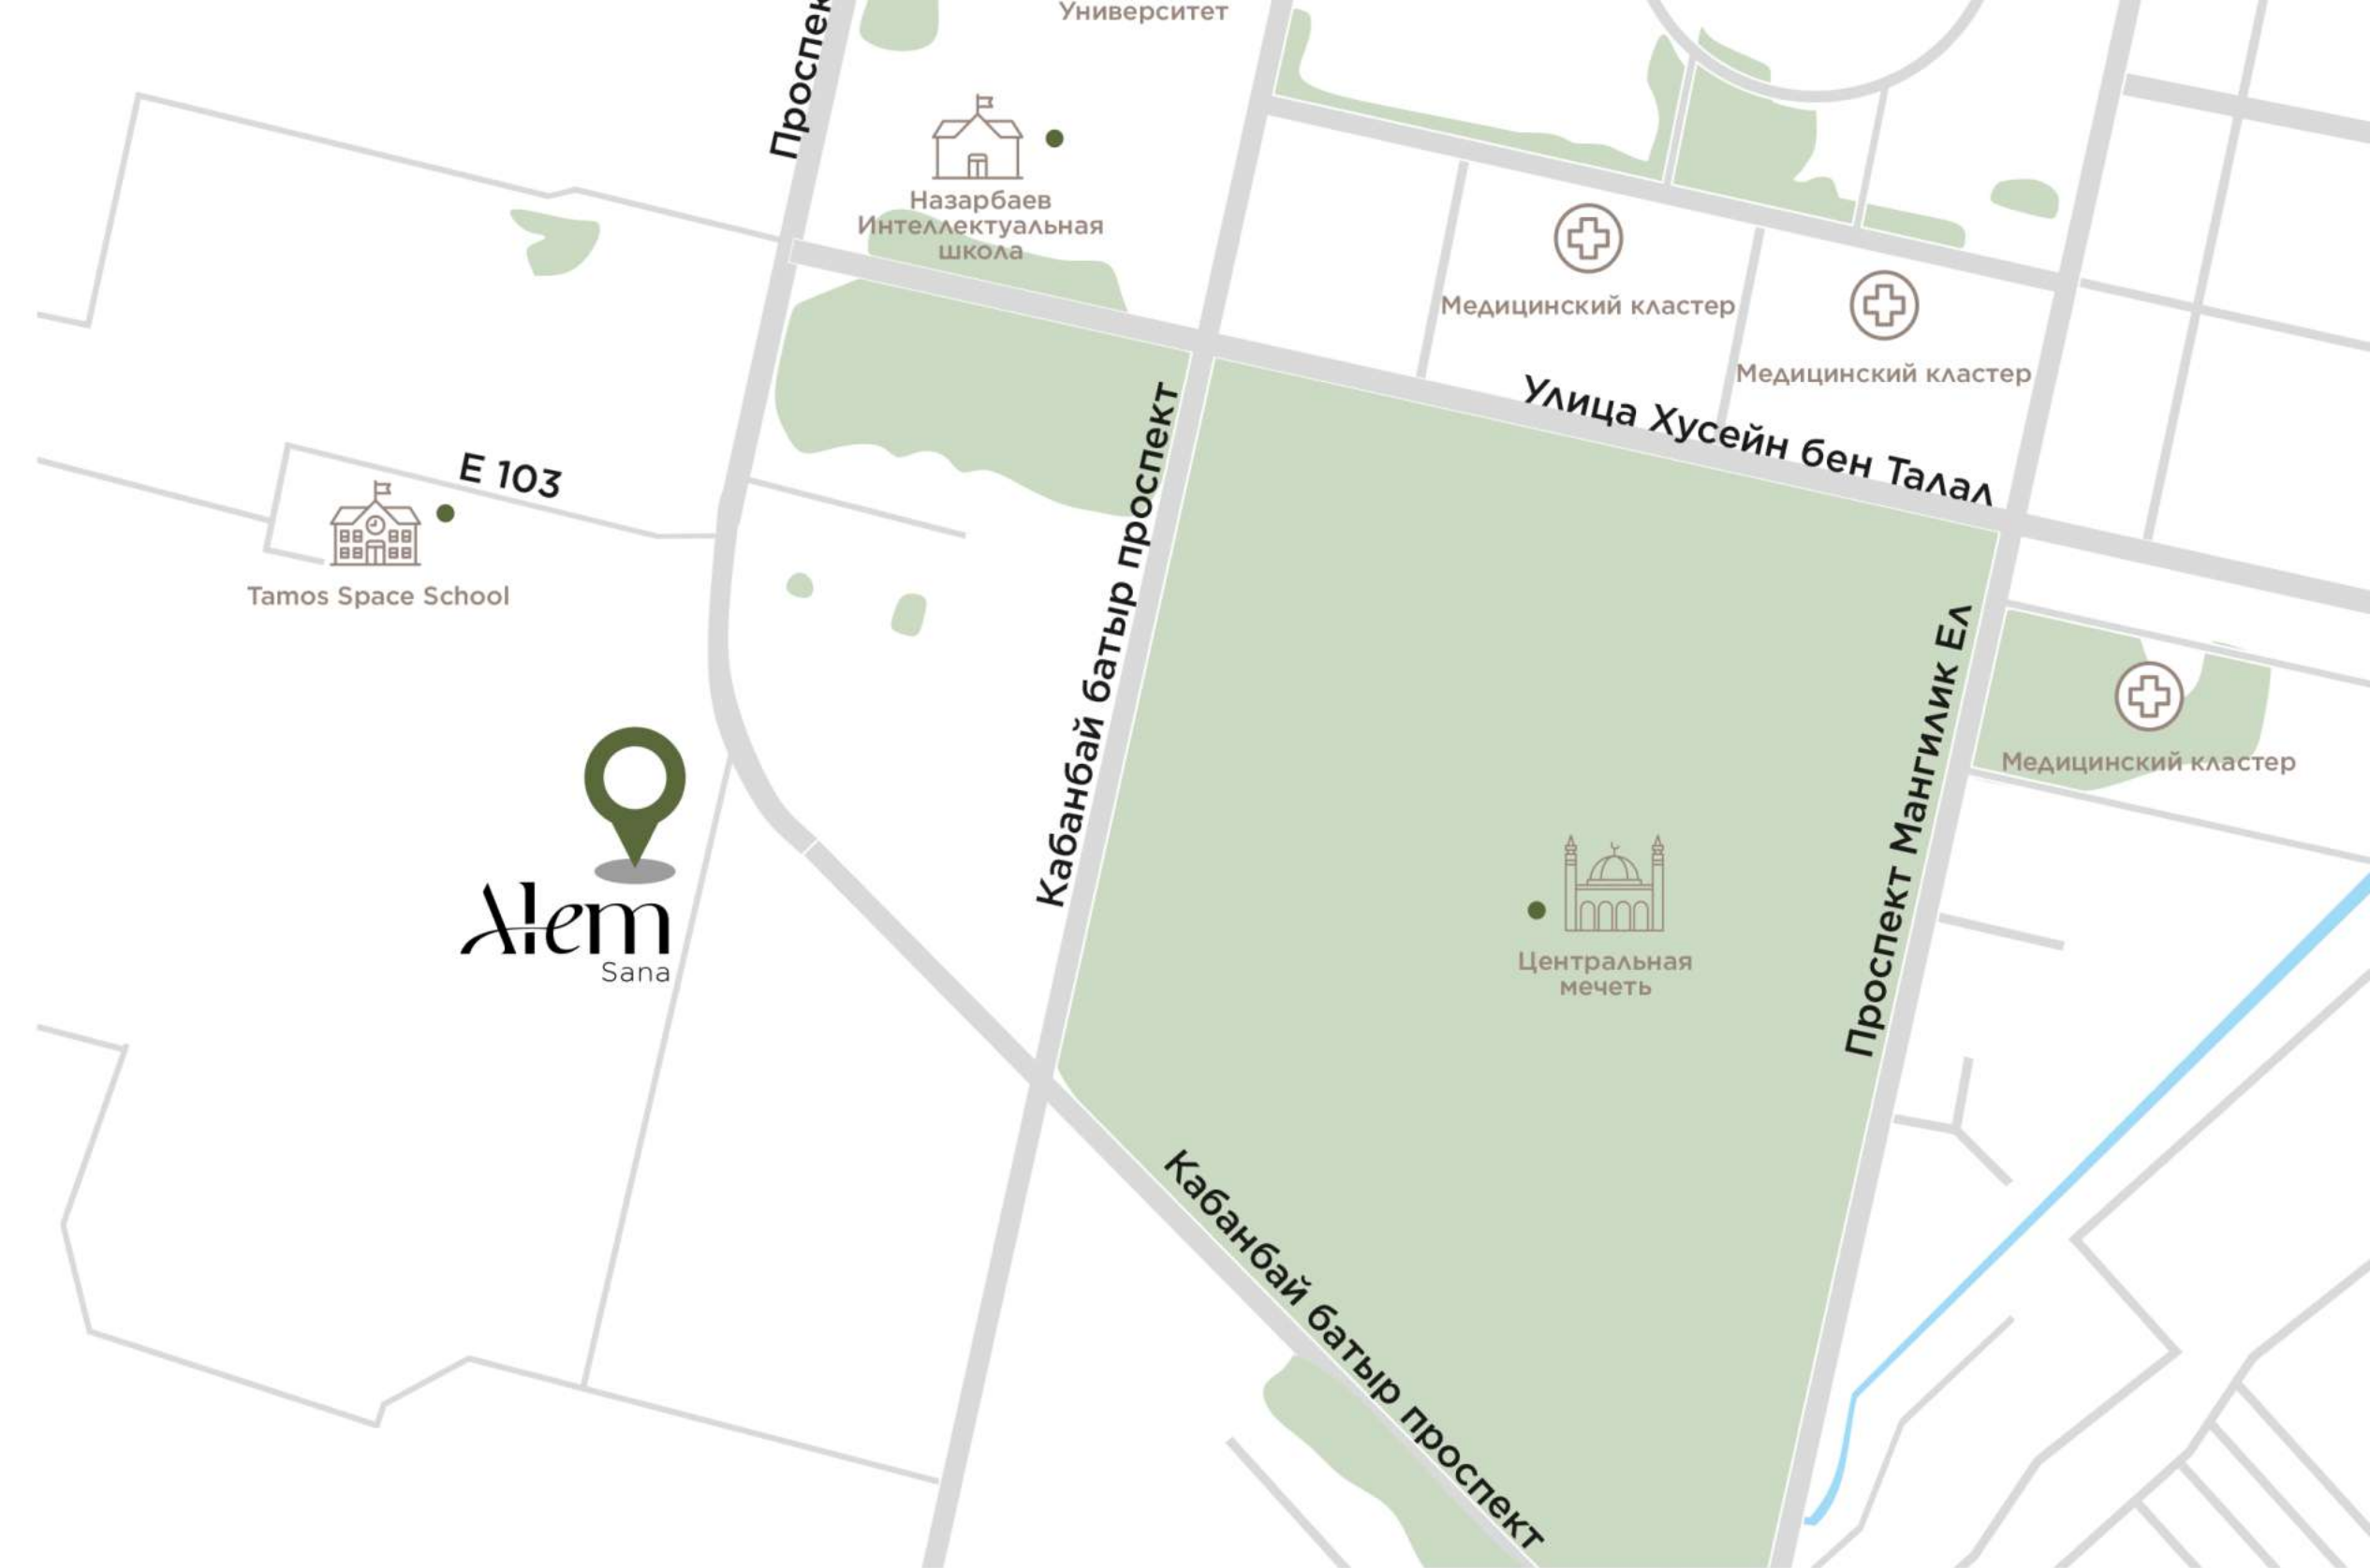 Университет
Проспек
Назарбаев
Интеллектуальная
школа
Медицинский кластер
Медицинский кластер
Улица Хусейн бен Талал
E 103
Tamos Space School
Кабанбай батыр проспект
Проспект Мангилик Ел
Медицинский кластер
Alem
Sana
Центральная
мечеть
Кабанбай батыр проспект